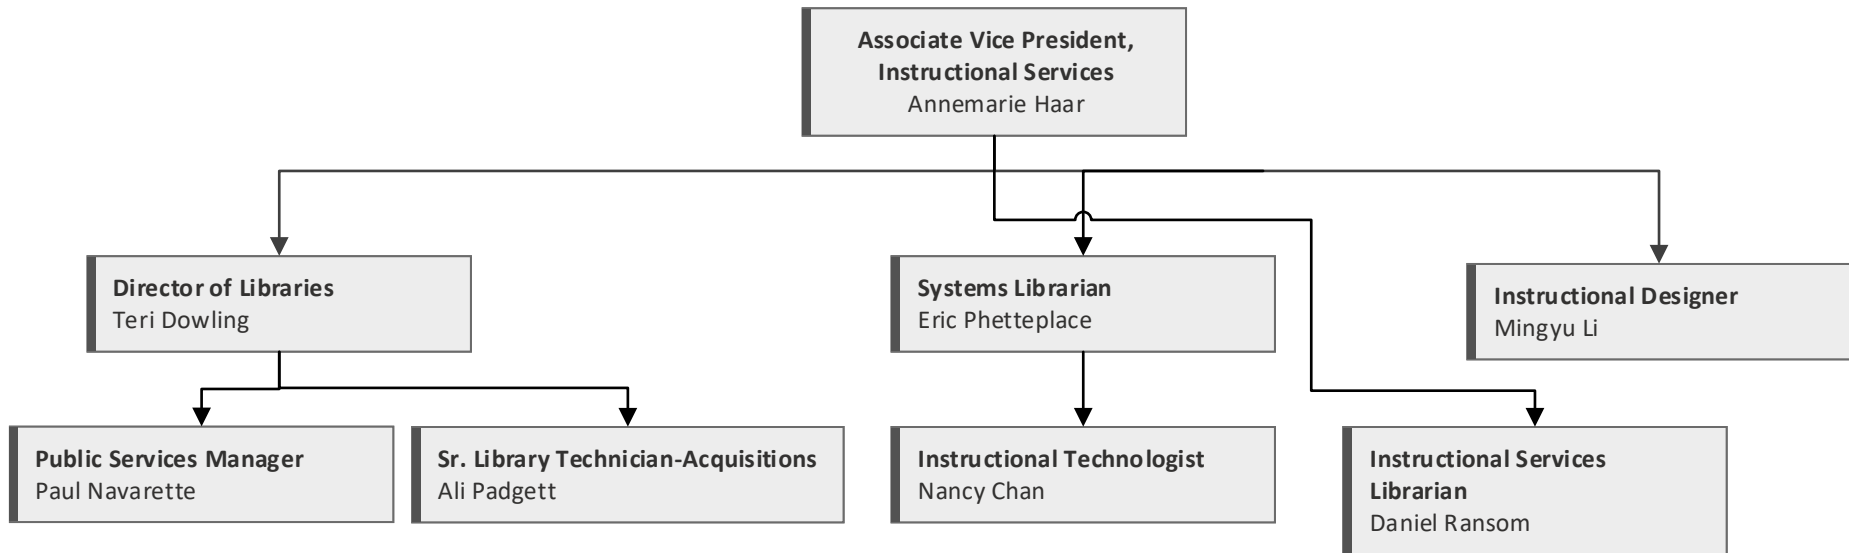 Associate Vice President,
Instructional Services
Annemarie Haar
Director of Libraries
Teri Dowling
Systems Librarian
Eric Phetteplace
Instructional Designer
Mingyu Li
Public Services Manager
Paul Navarette
Sr. Library Technician-Acquisitions
Ali Padgett
Instructional Technologist
Nancy Chan
Instructional Services
Librarian
Daniel Ransom